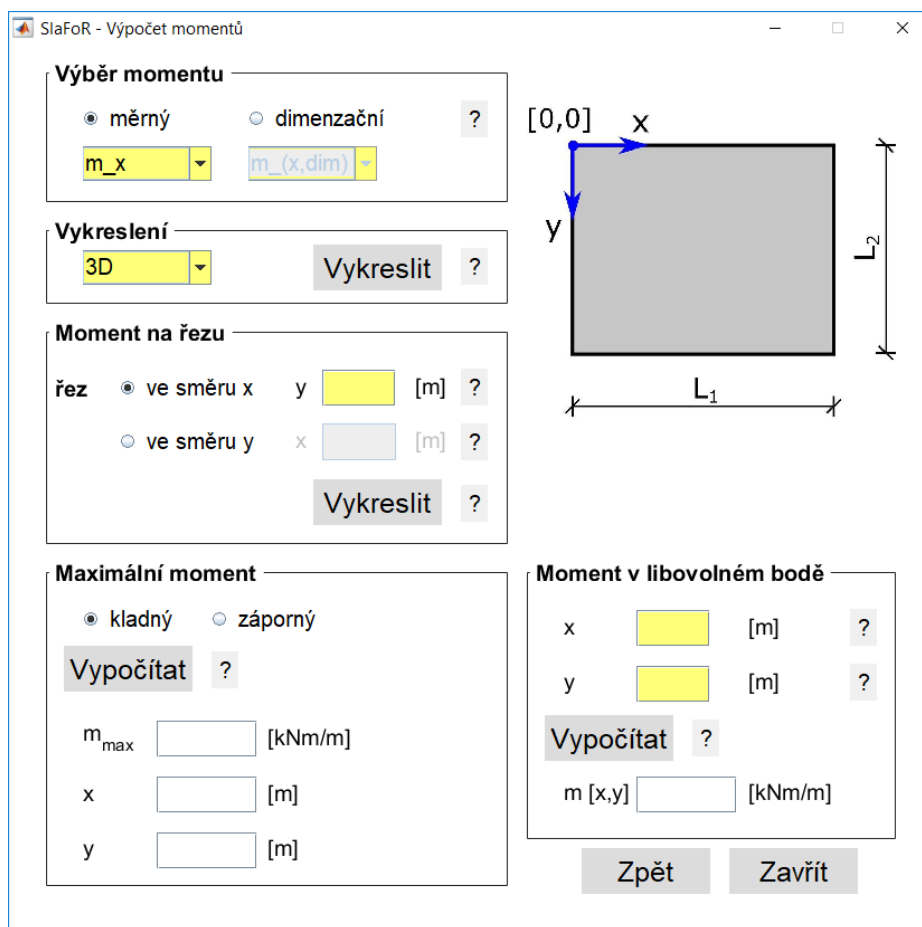 SlaFoR - Výpočet momentů
Výběr momentu
měrný dimenzační ?
m_x m_(x,dim)
Vykreslení
3D Vykreslit ?
[0,0] x
y
L2
L1
Moment na řezu
řez ve směru x y [m] ?
ve směru y x [m] ?
Vykreslit ?
Maximální moment
kladný záporný
Vypočítat ?
mmax [kNm/m]
x [m]
y [m]
Moment v libovolném bodě
x [m] ?
y [m] ?
Vypočítat ?
m [x,y] [kNm/m]
Zpět Zavřít